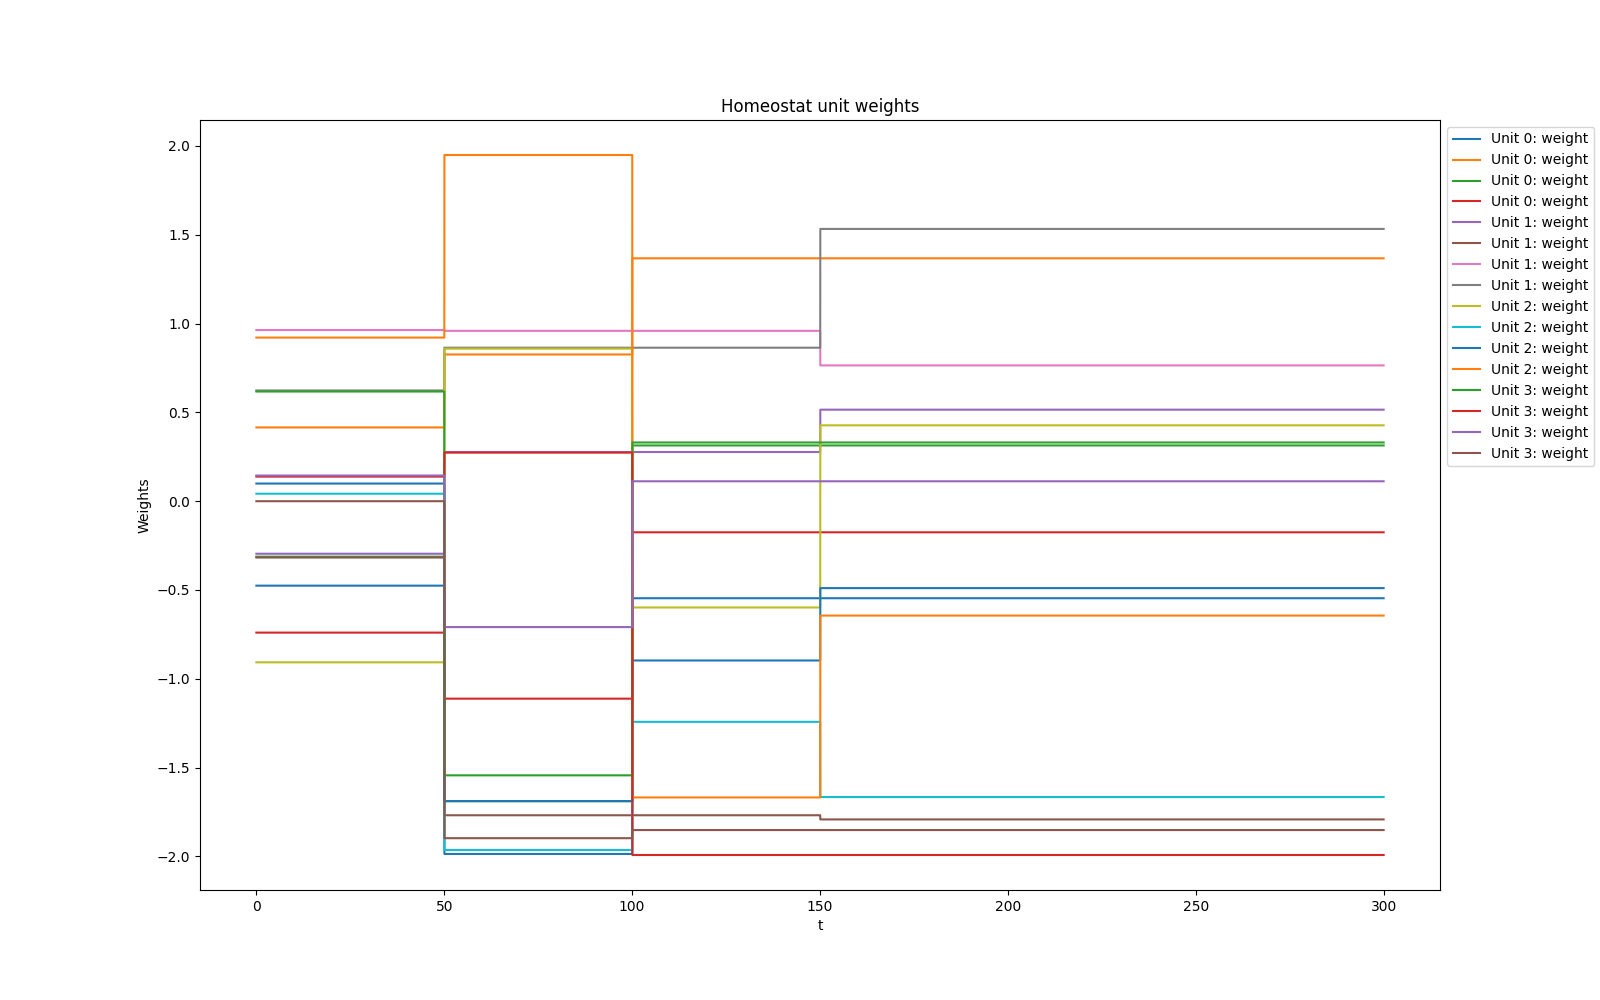 Homeostat unit weights
2.0
1.5
1.0
0.5
0.0
−0.5
−1.0
−1.5
−2.0
Weights
0
50
100
150
200
250
300
t
Unit 0: weight
Unit 0: weight
Unit 0: weight
Unit 0: weight
Unit 1: weight
Unit 1: weight
Unit 1: weight
Unit 1: weight
Unit 2: weight
Unit 2: weight
Unit 2: weight
Unit 2: weight
Unit 3: weight
Unit 3: weight
Unit 3: weight
Unit 3: weight